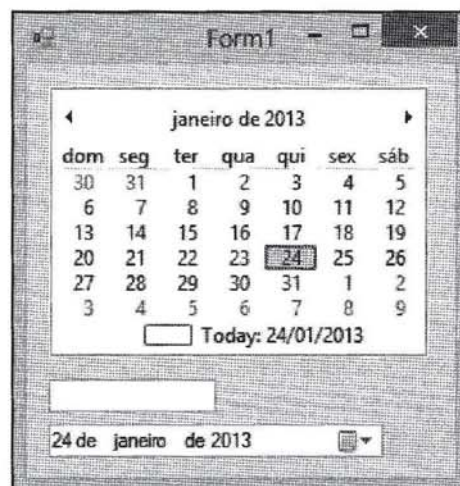 Form1
janeiro de 2013
dom seg ter qua qui sex sáb
30 31 1 2 3 4 5
6 7 8 9 10 11 12
13 14 15 16 17 18 19
20 21 22 23 24 25 26
27 28 29 30 31 1 2
3 4 5 6 7 8 9
Today: 24/01/2013
24 de janeiro de 2013